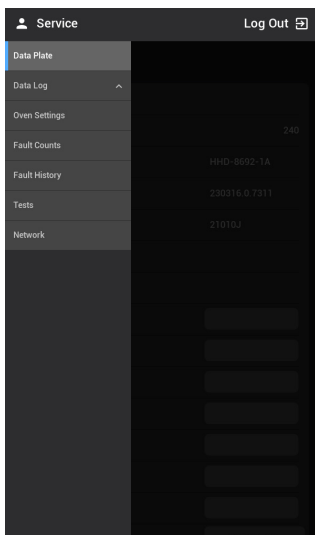 Service
Log Out
Data Plate
Data Log
Oven Settings
240
Fault Counts
HHD-8692-1A
Fault History
230316.0.7311
Tests
21010J
Network